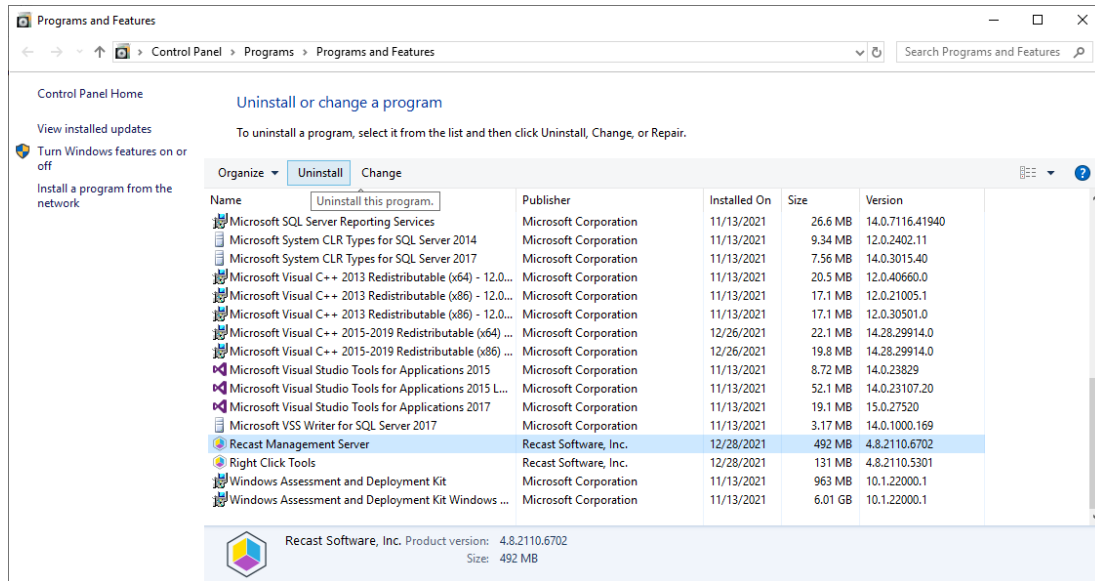 Programs and Features
Control Panel > Programs > Programs and Features
Search Programs and Features
Control Panel Home
View installed updates
Turn Windows features on or
off
Install a program from the
network
Uninstall or change a program
To uninstall a program, select it from the list and then click Uninstall, Change, or Repair.
Organize Uninstall Change
Uninstall this program.
Name Publisher Installed On Size Version
Microsoft SQL Server Reporting Services Microsoft Corporation 11/13/2021 26.6 MB 14.0.7116.41940
Microsoft System CLR Types for SQL Server 2014 Microsoft Corporation 11/13/2021 9.34 MB 12.0.2402.11
Microsoft System CLR Types for SQL Server 2017 Microsoft Corporation 11/13/2021 7.56 MB 14.0.3015.40
Microsoft Visual C++ 2013 Redistributable (x64) - 12.0... Microsoft Corporation 11/13/2021 20.5 MB 12.0.40660.0
Microsoft Visual C++ 2013 Redistributable (x86) - 12.0... Microsoft Corporation 11/13/2021 17.1 MB 12.0.21005.1
Microsoft Visual C++ 2013 Redistributable (x86) - 12.0... Microsoft Corporation 11/13/2021 17.1 MB 12.0.30501.0
Microsoft Visual C++ 2015-2019 Redistributable (x64) ... Microsoft Corporation 12/26/2021 22.1 MB 14.28.29914.0
Microsoft Visual C++ 2015-2019 Redistributable (x86) ... Microsoft Corporation 12/26/2021 19.8 MB 14.28.29914.0
Microsoft Visual Studio Tools for Applications 2015 Microsoft Corporation 11/13/2021 8.72 MB 14.0.23829
Microsoft Visual Studio Tools for Applications 2015 L... Microsoft Corporation 11/13/2021 52.1 MB 14.0.23107.20
Microsoft Visual Studio Tools for Applications 2017 Microsoft Corporation 11/13/2021 19.1 MB 15.0.27520
Microsoft VSS Writer for SQL Server 2017 Microsoft Corporation 11/13/2021 3.17 MB 14.0.1000.169
Recast Management Server Recast Software, Inc. 12/28/2021 492 MB 4.8.2110.6702
Right Click Tools Recast Software, Inc. 12/28/2021 131 MB 4.8.2110.5301
Windows Assessment and Deployment Kit Microsoft Corporation 11/13/2021 963 MB 10.1.22000.1
Windows Assessment and Deployment Kit Windows ... Microsoft Corporation 11/13/2021 6.01 GB 10.1.22000.1
Recast Software, Inc. Product version: 4.8.2110.6702
Size: 492 MB